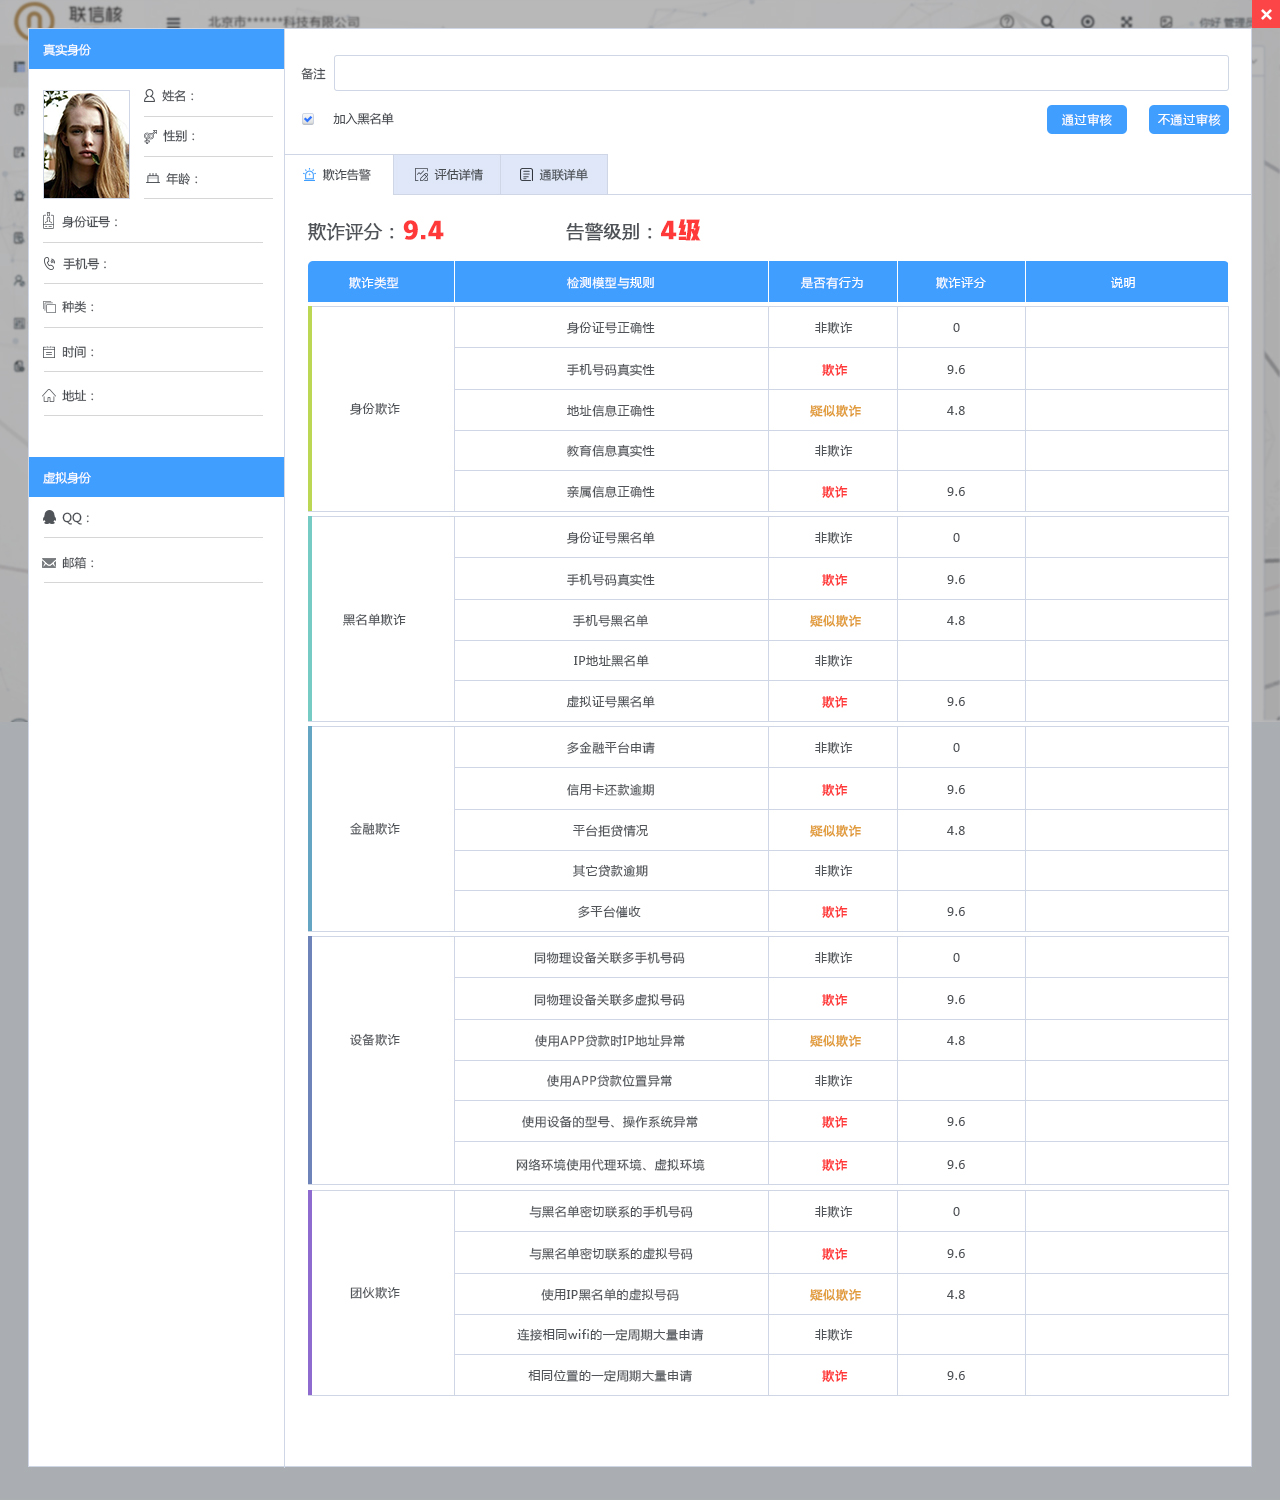 联信核
北京市******科技有限公司
你好 管理员
真实身份
姓名：
性别：
年龄：
身份证号：
手机号：
种类：
时间：
地址：
虚拟身份
QQ：
邮箱：
备注
加入黑名单
通过审核 不通过审核
欺诈告警 评估详情 通联详单
欺诈评分：9.4 告警级别：4级
欺诈类型 检测模型与规则 是否有行为 欺诈评分 说明
身份欺诈
身份证号正确性 非欺诈 0
手机号码真实性 欺诈 9.6
地址信息正确性 疑似欺诈 4.8
教育信息真实性 非欺诈
亲属信息正确性 欺诈 9.6
黑名单欺诈
身份证号黑名单 非欺诈 0
手机号码真实性 欺诈 9.6
手机号黑名单 疑似欺诈 4.8
IP地址黑名单 非欺诈
虚拟证号黑名单 欺诈 9.6
金融欺诈
多金融平台申请 非欺诈 0
信用卡还款逾期 欺诈 9.6
平台拒贷情况 疑似欺诈 4.8
其它贷款逾期 非欺诈
多平台催收 欺诈 9.6
设备欺诈
同物理设备关联多手机号码 非欺诈 0
同物理设备关联多虚拟号码 欺诈 9.6
使用APP贷款时IP地址异常 疑似欺诈 4.8
使用APP贷款位置异常 非欺诈
使用设备的型号、操作系统异常 欺诈 9.6
网络环境使用代理环境、虚拟环境 欺诈 9.6
团伙欺诈
与黑名单密切联系的手机号码 非欺诈 0
与黑名单密切联系的虚拟号码 欺诈 9.6
使用IP黑名单的虚拟号码 疑似欺诈 4.8
连接相同wifi的一定周期大量申请 非欺诈
相同位置的一定周期大量申请 欺诈 9.6